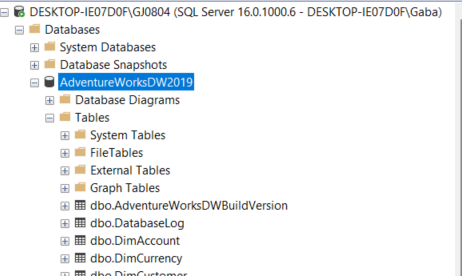 DESKTOP-IE07D0F\GJ0804 (SQL Server 16.0.1000.6 - DESKTOP-IE07D0F\Gaba)
Databases
System Databases
Database Snapshots
AdventureWorksDW2019
Database Diagrams
Tables
System Tables
FileTables
External Tables
Graph Tables
dbo.AdventureWorksDWBuildVersion
dbo.DatabaseLog
dbo.DimAccount
dbo.DimCurrency
dbo.DimCustomer